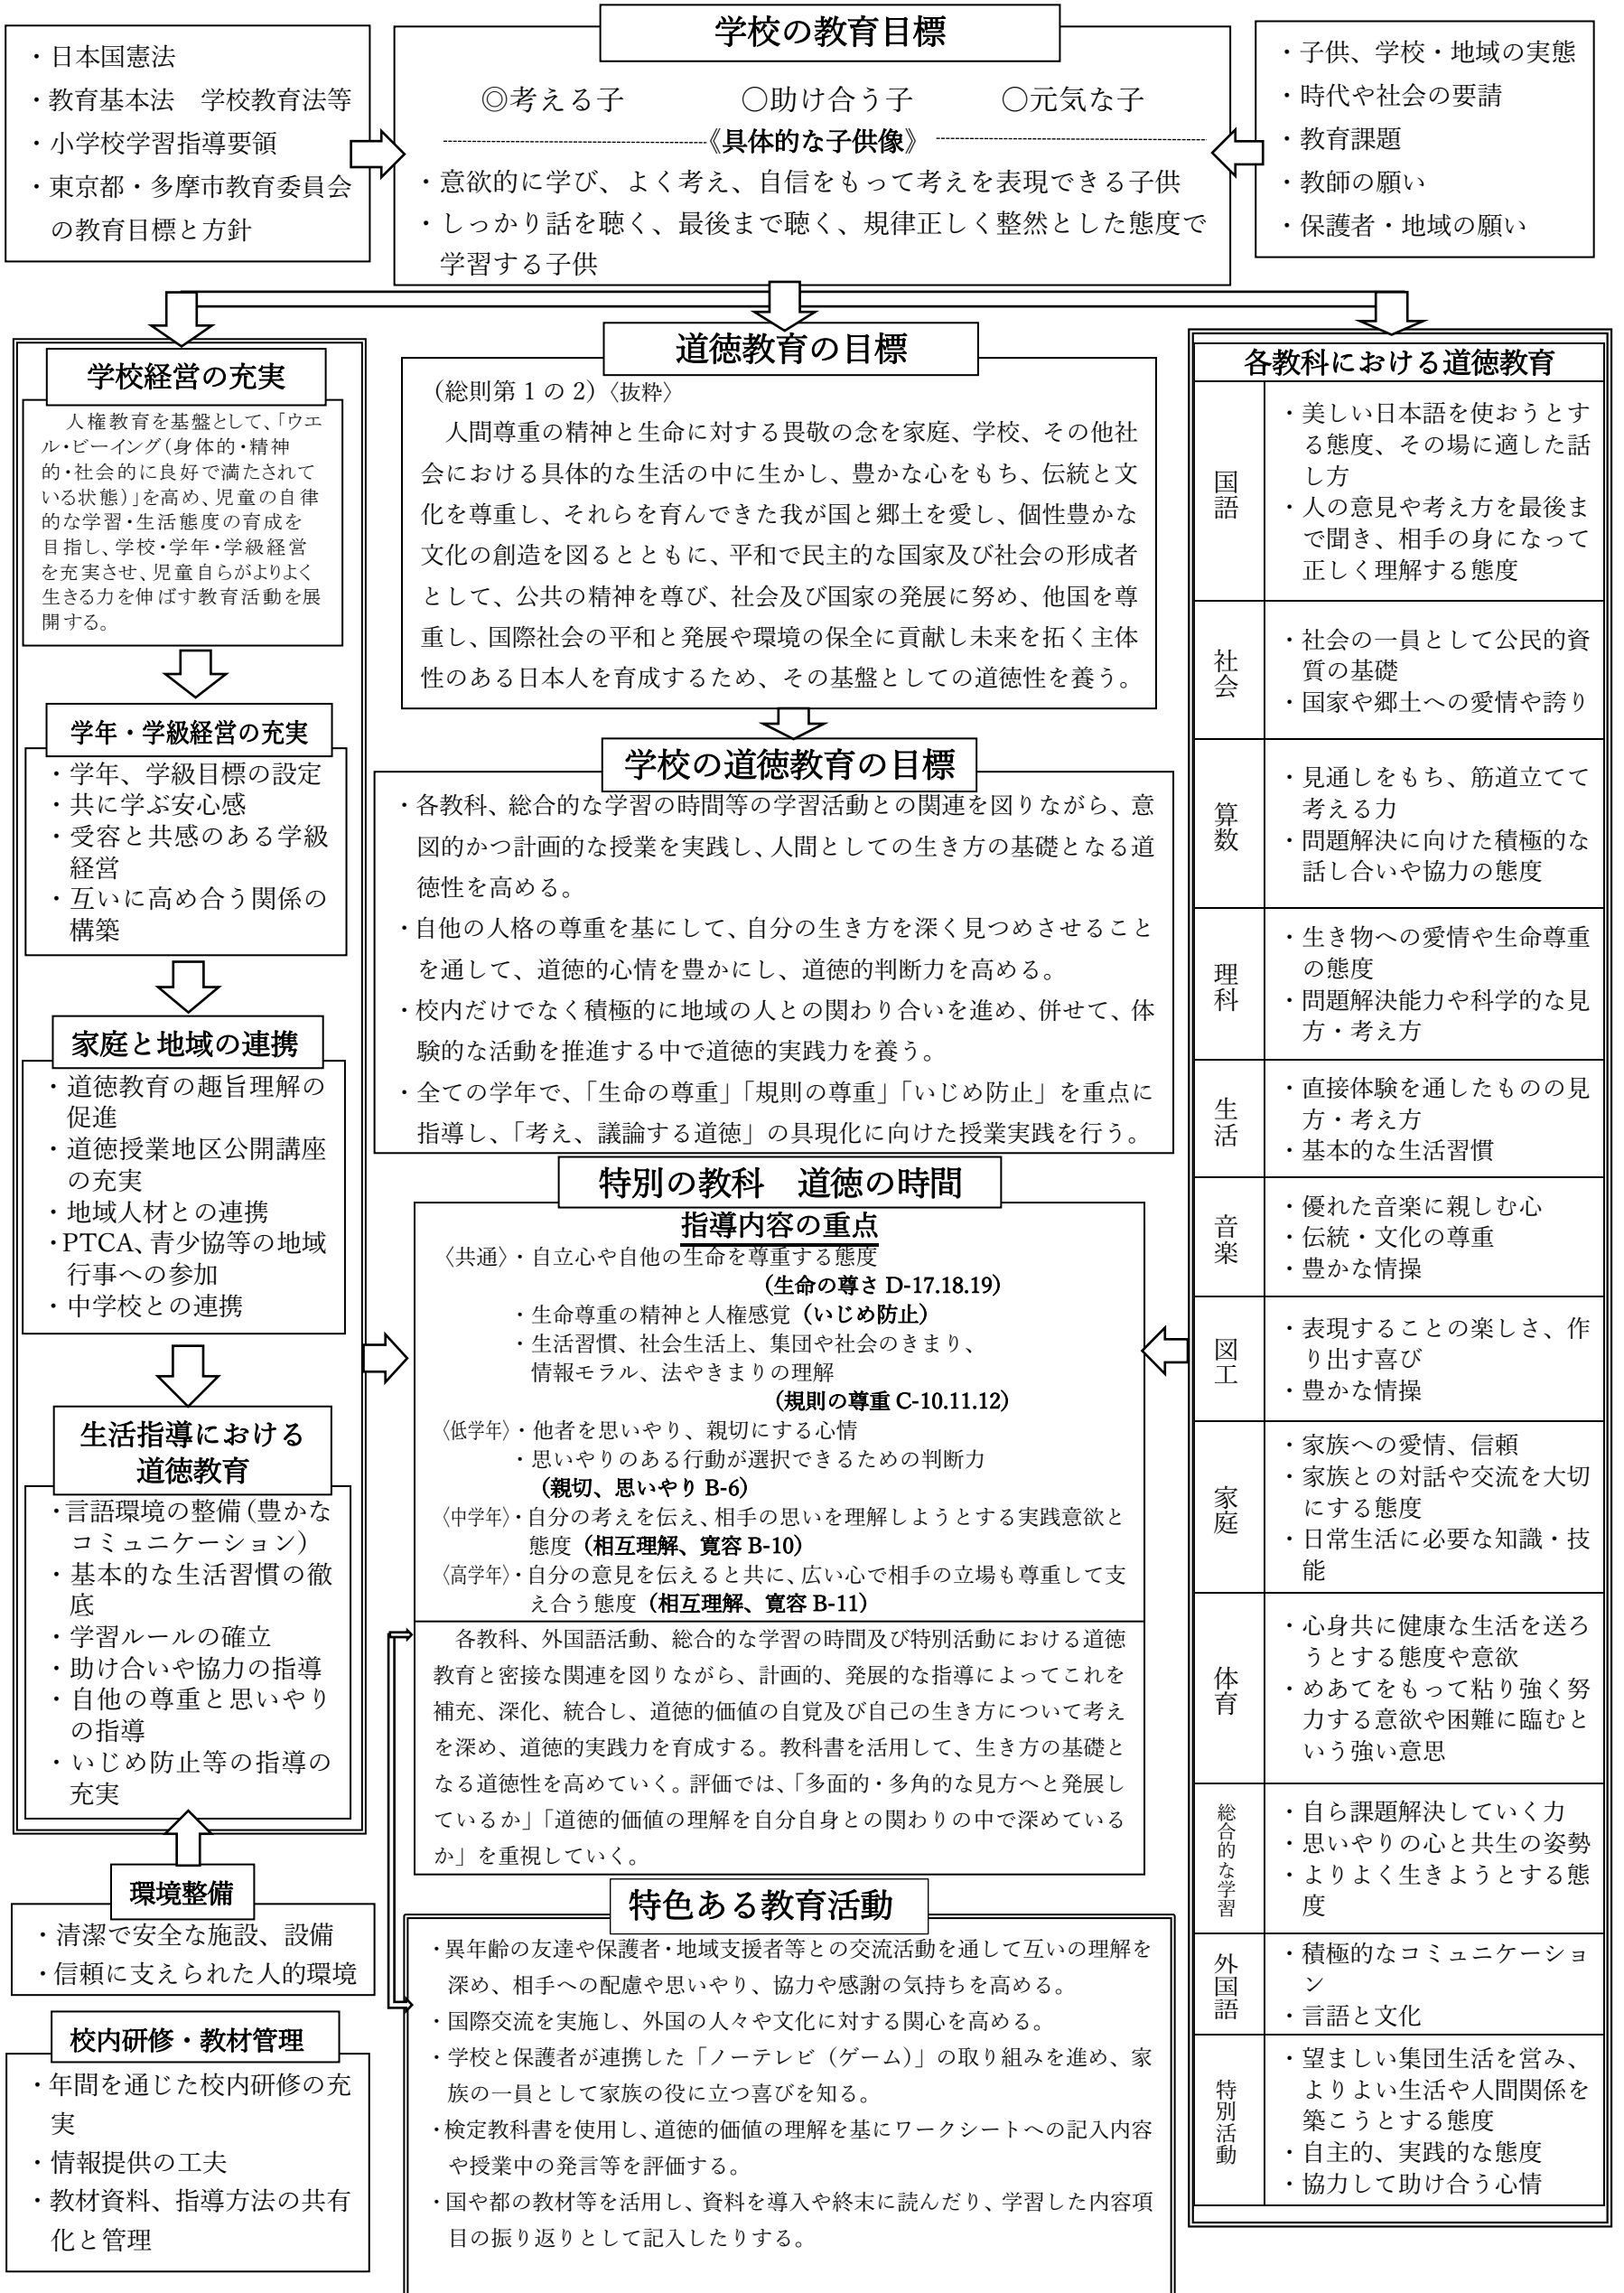 学校の教育目標
・日本国憲法
・教育基本法　学校教育法等
・小学校学習指導要領
・東京都・多摩市教育委員会
の教育目標と方針
◎考える子　○助け合う子　○元気な子
《具体的な子供像》
・意欲的に学び、よく考え、自信をもって考えを表現できる子供
・しっかり話を聴く、最後まで聴く、規律正しく整然とした態度で
学習する子供
・子供、学校・地域の実態
・時代や社会の要請
・教育課題
・教師の願い
・保護者・地域の願い
学校経営の充実
人権教育を基盤として、「ウエ
ル・ビーイング（身体的・精神
的・社会的に良好で満たされて
いる状態）」を高め、児童の自律
的な学習・生活態度の育成を
目指し、学校・学年・学級経営
を充実させ、児童自らがよりよく
生きる力を伸ばす教育活動を展
開する。
学年・学級経営の充実
・学年、学級目標の設定
・共に学ぶ安心感
・受容と共感のある学級
経営
・互いに高め合う関係の
構築
家庭と地域の連携
・道徳教育の趣旨理解の
促進
・道徳授業地区公開講座
の充実
・地域人材との連携
・PTCA、青少協等の地域
行事への参加
・中学校との連携
生活指導における
道徳教育
・言語環境の整備（豊かな
コミュニケーション）
・基本的な生活習慣の徹
底
・学習ルールの確立
・助け合いや協力の指導
・自他の尊重と思いやり
の指導
・いじめ防止等の指導の
充実
環境整備
・清潔で安全な施設、設備
・信頼に支えられた人的環境
校内研修・教材管理
・年間を通じた校内研修の充
実
・情報提供の工夫
・教材資料、指導方法の共有
化と管理
道徳教育の目標
（総則第１の２）〈抜粋〉
人間尊重の精神と生命に対する畏敬の念を家庭、学校、その他社
会における具体的な生活の中に生かし、豊かな心をもち、伝統と文
化を尊重し、それらを育んできた我が国と郷土を愛し、個性豊かな
文化の創造を図るとともに、平和で民主的な国家及び社会の形成者
として、公共の精神を尊び、社会及び国家の発展に努め、他国を尊
重し、国際社会の平和と発展や環境の保全に貢献し未来を拓く主体
性のある日本人を育成するため、その基盤としての道徳性を養う。
学校の道徳教育の目標
・各教科、総合的な学習の時間等の学習活動との関連を図りながら、意
図的かつ計画的な授業を実践し、人間としての生き方の基礎となる道
徳性を高める。
・自他の人格の尊重を基にして、自分の生き方を深く見つめさせること
を通して、道徳的心情を豊かにし、道徳的判断力を高める。
・校内だけでなく積極的に地域の人との関わり合いを進め、併せて、体
験的な活動を推進する中で道徳的実践力を養う。
・全ての学年で、「生命の尊重」「規則の尊重」「いじめ防止」を重点に
指導し、「考え、議論する道徳」の具現化に向けた授業実践を行う。
特別の教科　道徳の時間
指導内容の重点
〈共通〉・自立心や自他の生命を尊重する態度
（生命の尊さ D-17.18.19）
・生命尊重の精神と人権感覚（いじめ防止）
・生活習慣、社会生活上、集団や社会のきまり、
情報モラル、法やきまりの理解
（規則の尊重 C-10.11.12）
〈低学年〉・他者を思いやり、親切にする心情
・思いやりのある行動が選択できるための判断力
（親切、思いやり B-6）
〈中学年〉・自分の考えを伝え、相手の思いを理解しようとする実践意欲と
態度（相互理解、寛容 B-10）
〈高学年〉・自分の意見を伝えると共に、広い心で相手の立場も尊重して支
え合う態度（相互理解、寛容 B-11）
各教科、外国語活動、総合的な学習の時間及び特別活動における道徳
教育と密接な関連を図りながら、計画的、発展的な指導によってこれを
補充、深化、統合し、道徳的価値の自覚及び自己の生き方について考え
を深め、道徳的実践力を育成する。教科書を活用して、生き方の基礎と
なる道徳性を高めていく。評価では、「多面的・多角的な見方へと発展し
ているか」「道徳的価値の理解を自分自身との関わりの中で深めている
か」を重視していく。
特色ある教育活動
・異年齢の友達や保護者・地域支援者等との交流活動を通して互いの理解を
深め、相手への配慮や思いやり、協力や感謝の気持ちを高める。
・国際交流を実施し、外国の人々や文化に対する関心を高める。
・学校と保護者が連携した「ノーテレビ（ゲーム）」の取り組みを進め、家
族の一員として家族の役に立つ喜びを知る。
・検定教科書を使用し、道徳的価値の理解を基にワークシートへの記入内容
や授業中の発言等を評価する。
・国や都の教材等を活用し、資料を導入や終末に読んだり、学習した内容項
目の振り返りとして記入したりする。
各教科における道徳教育
国語
・美しい日本語を使おうとす
る態度、その場に適した話
し方
・人の意見や考え方を最後ま
で聞き、相手の身になって
正しく理解する態度
社会
・社会の一員として公民的資
質の基礎
・国家や郷土への愛情や誇り
算数
・見通しをもち、筋道立てて
考える力
・問題解決に向けた積極的な
話し合いや協力の態度
理科
・生き物への愛情や生命尊重
の態度
・問題解決能力や科学的な見
方・考え方
生活
・直接体験を通したものの見
方・考え方
・基本的な生活習慣
音楽
・優れた音楽に親しむ心
・伝統・文化の尊重
・豊かな情操
図工
・表現することの楽しさ、作
り出す喜び
・豊かな情操
家庭
・家族への愛情、信頼
・家族との対話や交流を大切
にする態度
・日常生活に必要な知識・技
能
体育
・心身共に健康な生活を送ろ
うとする態度や意欲
・めあてをもって粘り強く努
力する意欲や困難に臨むと
いう強い意思
総合的な学習
・自ら課題解決していく力
・思いやりの心と共生の姿勢
・よりよく生きようとする態
度
外国語
・積極的なコミュニケーショ
ン
・言語と文化
特別活動
・望ましい集団生活を営み、
よりよい生活や人間関係を
築こうとする態度
・自主的、実践的な態度
・協力して助け合う心情